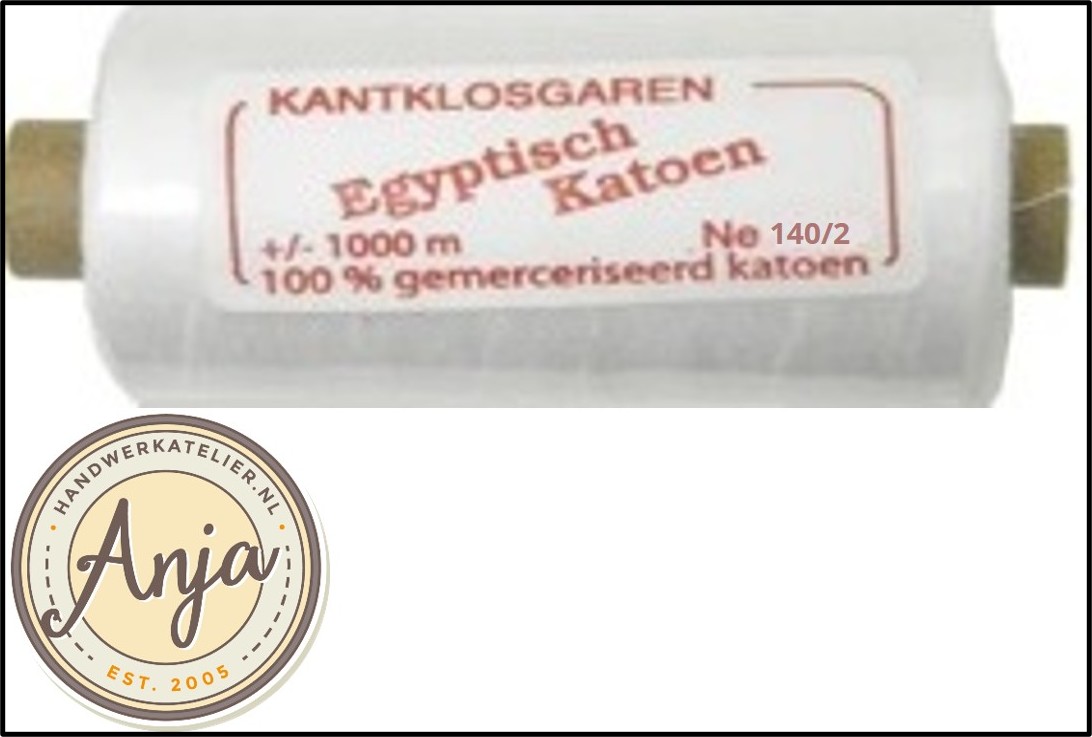 KANTKLOSGAREN
Egyptisch
Katoen
+/- 1000 m Ne 140/2
100 % gemerceriseerd katoen
HANDWERKATELIER.NL
Anja
EST. 2005